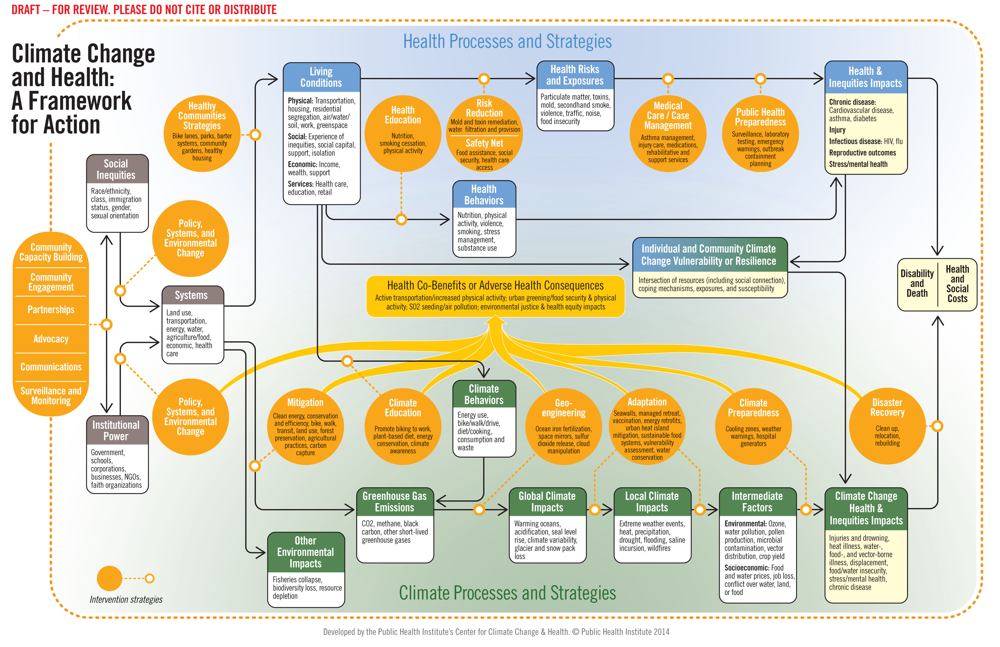 DRAFT – FOR REVIEW. PLEASE DO NOT CITE OR DISTRIBUTE
Climate Change
and Health:
A Framework
for Action
Health Processes and Strategies
Healthy
Communities
Strategies
Bike lanes, parks, barter
systems, community
gardens, healthy
housing
Living
Conditions
Physical: Transportation,
housing, residential
segregation, air/water/
soil, work, greenspace
Social: Experience of
inequities, social capital,
support, isolation
Economic: Income,
wealth, support
Services: Health care,
education, retail
Health
Education
Nutrition,
smoking cessation,
physical activity
Risk
Reduction
Mold and toxin remediation,
water filtration and provision
Safety Net
Food assistance, social
security, health care
access
Health Risks
and Exposures
Particulate matter, toxins,
mold, secondhand smoke,
violence, traffic, noise,
food insecurity
Medical
Care / Case
Management
Asthma management,
injury care, medications,
rehabilitative and
support services
Public Health
Preparedness
Surveillance, laboratory
testing, emergency
warnings, outbreak
containment
planning
Health &
Inequities Impacts
Chronic disease:
Cardiovascular disease,
asthma, diabetes
Injury
Infectious disease: HIV, flu
Reproductive outcomes
Stress/mental health
Social
Inequities
Race/ethnicity,
class, immigration
status, gender,
sexual orientation
Policy,
Systems, and
Environmental
Change
Health
Behaviors
Nutrition, physical
activity, violence,
smoking, stress
management,
substance use
Individual and Community Climate
Change Vulnerability or Resilience
Intersection of resources (including social connection),
coping mechanisms, exposures, and susceptibility
Disability
and
Death
Health
and
Social
Costs
Community
Capacity Building
Community
Engagement
Partnerships
Advocacy
Communications
Surveillance and
Monitoring
Systems
Land use,
transportation,
energy, water,
agriculture/food,
economic, health
care
Health Co-Benefits or Adverse Health Consequences
Active transportation/increased physical activity; urban greening/food security & physical
activity; SO2 seeding/air pollution; environmental justice & health equity impacts
Institutional
Power
Government,
schools,
corporations,
businesses, NGOs,
faith organizations
Policy,
Systems, and
Environmental
Change
Mitigation
Clean energy, conservation
and efficiency, bike, walk,
transit, land use, forest
preservation, agricultural
practices, carbon
capture
Climate
Education
Promote biking to work,
plant-based diet, energy
conservation, climate
awareness
Climate
Behaviors
Energy use,
bike/walk/drive,
diet/cooking,
consumption and
waste
Geo-
engineering
Ocean iron fertilization,
space mirrors, sulfur
dioxide release, cloud
manipulation
Adaptation
Seawalls, managed retreat,
vaccination, energy retrofits,
urban heat island
mitigation, sustainable food
systems, vulnerability
assessment, water
conservation
Climate
Preparedness
Cooling zones, weather
warnings, hospital
generators
Disaster
Recovery
Clean up,
relocation,
rebuilding
Other
Environmental
Impacts
Fisheries collapse,
biodiversity loss, resource
depletion
Greenhouse Gas
Emissions
CO2, methane, black
carbon, other short-lived
greenhouse gases
Global Climate
Impacts
Warming oceans,
acidification, seal level
rise, climate variability,
glacier and snow pack
loss
Local Climate
Impacts
Extreme weather events,
heat, precipitation,
drought, flooding, saline
incursion, wildfires
Intermediate
Factors
Environmental: Ozone,
water pollution, pollen
production, microbial
contamination, vector
distribution, crop yield
Socioeconomic: Food
and water prices, job loss,
conflict over water, land,
or food
Climate Change
Health &
Inequities Impacts
Injuries and drowning,
heat illness, water-,
food-, and vector-borne
illness, displacement,
food/water insecurity,
stress/mental health,
chronic disease
Intervention strategies
Climate Processes and Strategies
Developed by the Public Health Institute's Center for Climate Change & Health. © Public Health Institute 2014